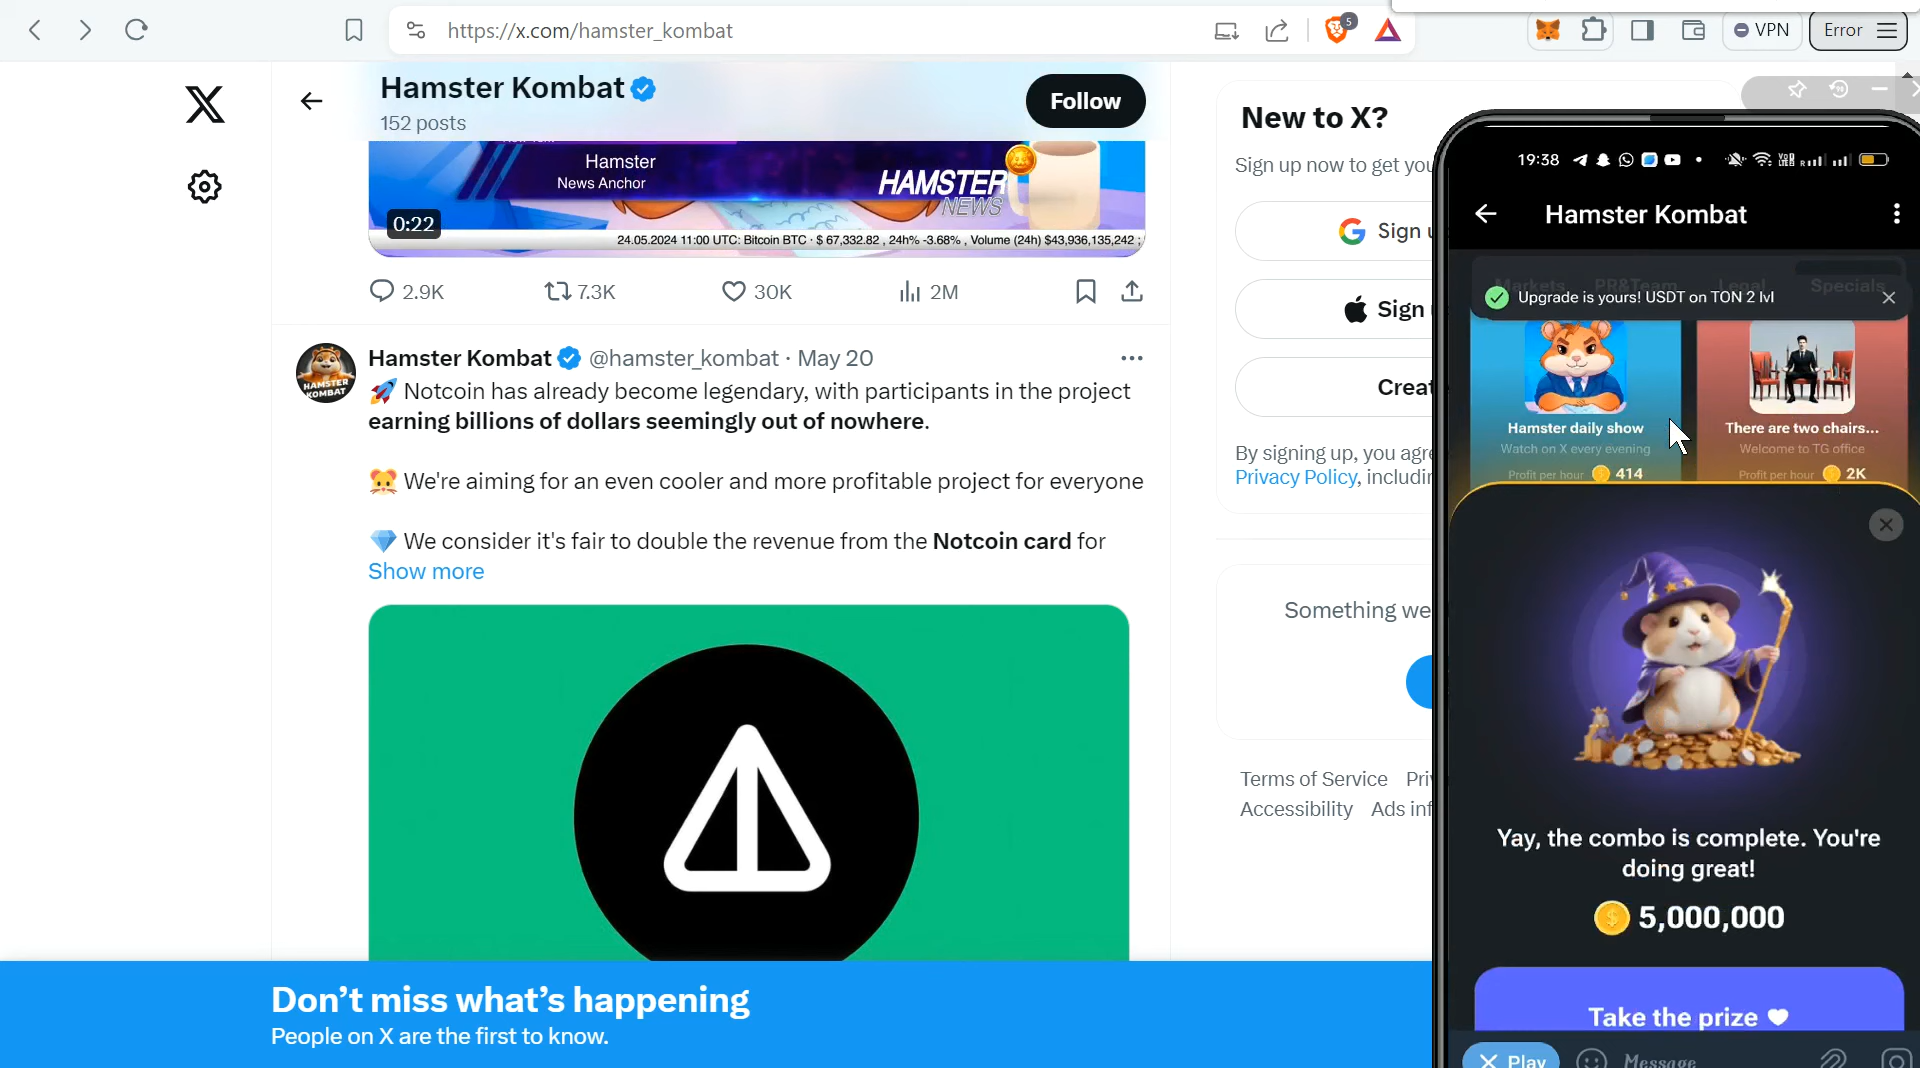 https://x.com/hamster_kombat
5
VPN
Error
Hamster Kombat
152 posts
Follow
Hamster
News Anchor
HAMSTER
NEWS
0:22
24.05.2024 11:00 UTC: Bitcoin BTC · $ 67,332.82 , 24h% -3.68% , Volume (24h) $43,936,135,242 ;
2.9K
7.3K
30K
2M
Hamster Kombat @hamster_kombat · May 20
HAMSTER
KOMBAT
🚀 Notcoin has already become legendary, with participants in the project
earning billions of dollars seemingly out of nowhere.
🐹 We're aiming for an even cooler and more profitable project for everyone
💎 We consider it's fair to double the revenue from the Notcoin card for
Show more
New to X?
Sign up now to get you
Sign u
Sign
Creat
By signing up, you agre
Privacy Policy, includin
Something we
Terms of Service Priv
Accessibility Ads inf
Don't miss what's happening
People on X are the first to know.
19:38
Hamster Kombat
Markets PR&Team Legal Specials
Upgrade is yours! USDT on TON 2 lvl
Hamster daily show
Watch on X every evening
Profit per hour 414
There are two chairs...
Welcome to TG office
Profit per hour 2K
Yay, the combo is complete. You're
doing great!
5,000,000
Take the prize
Play
Message